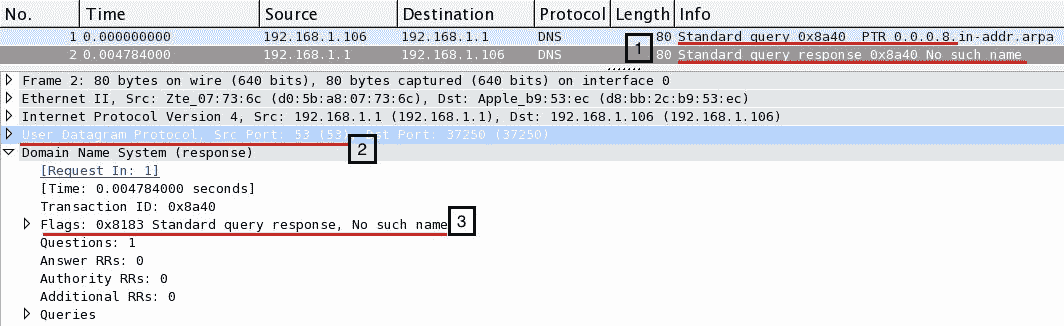 No. Time Source Destination Protocol Length Info
1 0.000000000 192.168.1.106 192.168.1.1 DNS 80 Standard query 0x8a40 PTR 0.0.0.8.in-addr.arpa
2 0.004784000 192.168.1.1 192.168.1.106 DNS 80 Standard query response 0x8a40 No such name
1
Frame 2: 80 bytes on wire (640 bits), 80 bytes captured (640 bits) on interface 0
Ethernet II, Src: Zte_07:73:6c (d0:5b:a8:07:73:6c), Dst: Apple_b9:53:ec (d8:bb:2c:b9:53:ec)
Internet Protocol Version 4, Src: 192.168.1.1 (192.168.1.1), Dst: 192.168.1.106 (192.168.1.106)
User Datagram Protocol, Src Port: 53 (53), Dst Port: 37250 (37250)
2
Domain Name System (response)
[Request In: 1]
[Time: 0.004784000 seconds]
Transaction ID: 0x8a40
Flags: 0x8183 Standard query response, No such name
3
Questions: 1
Answer RRs: 0
Authority RRs: 0
Additional RRs: 0
Queries